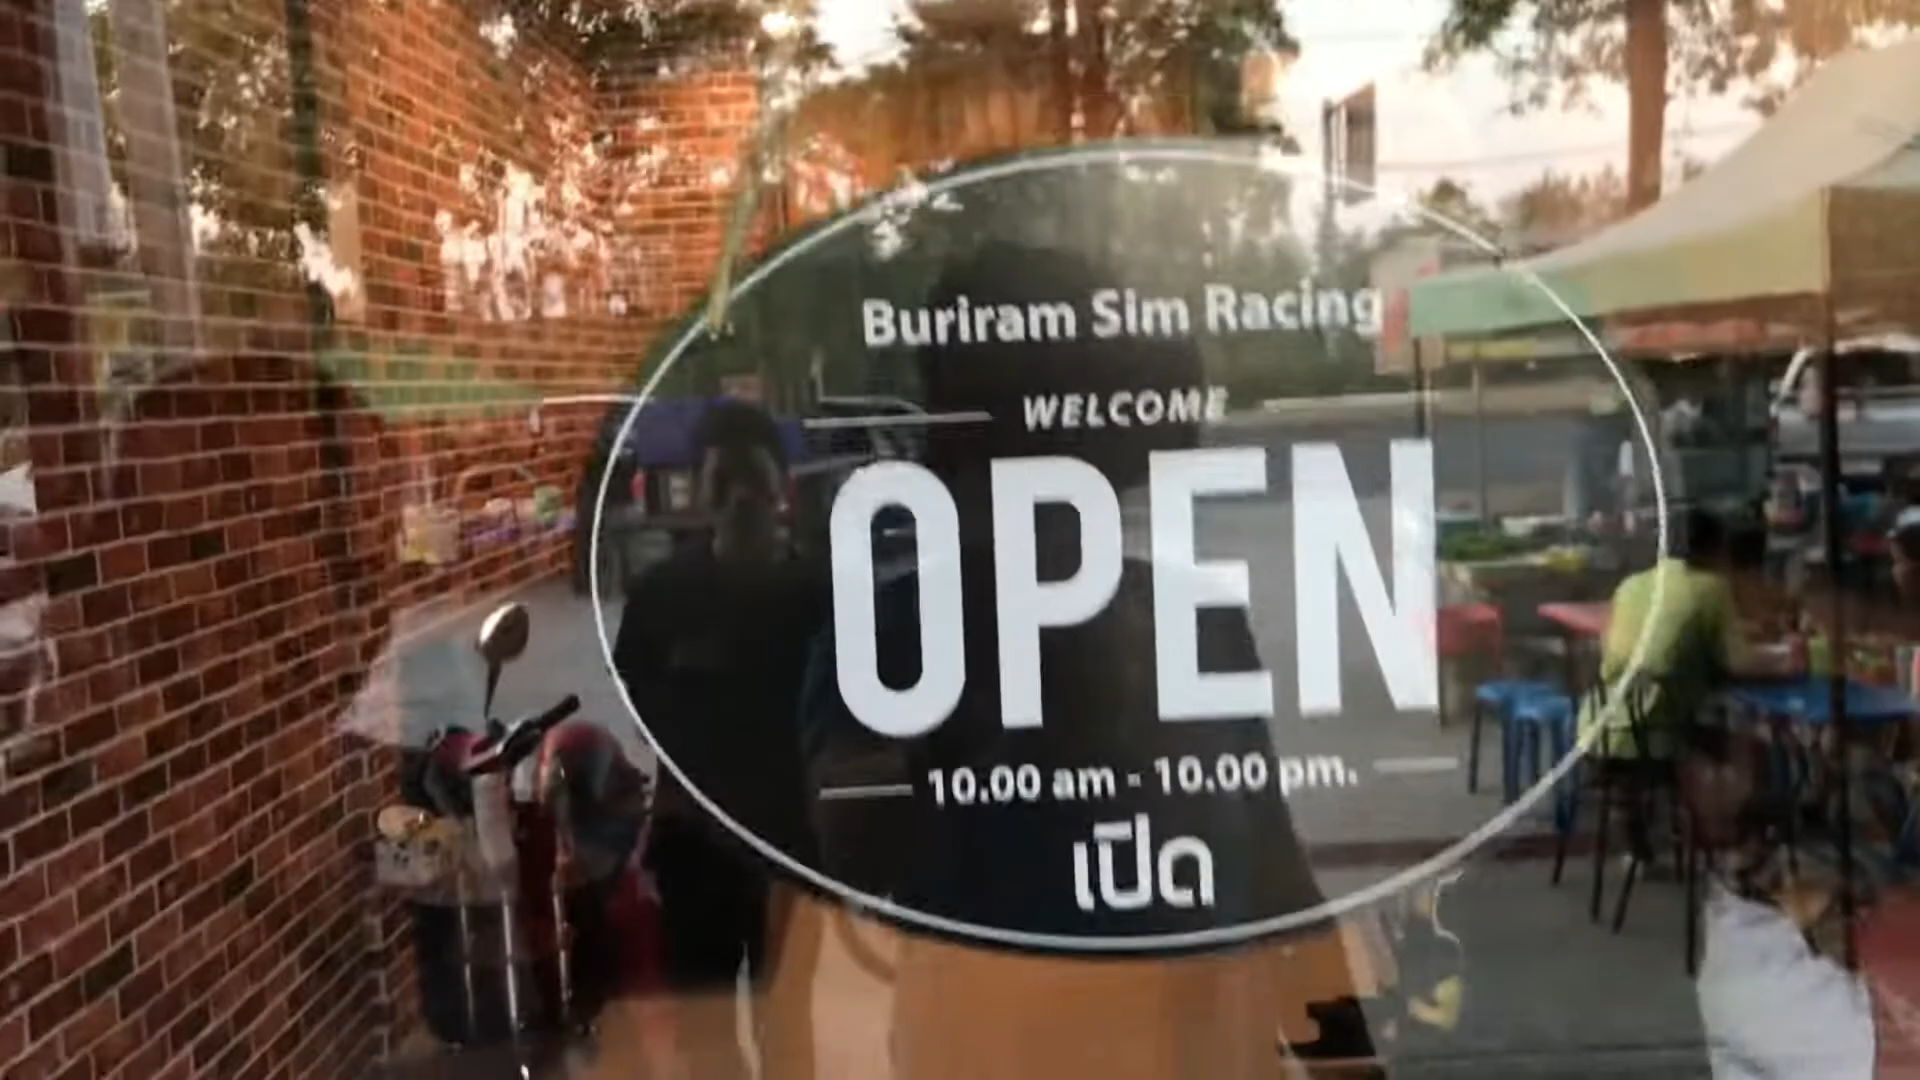 Buriram Sim Racing
WELCOME
OPEN
10.00 am - 10.00 pm.
เปิด